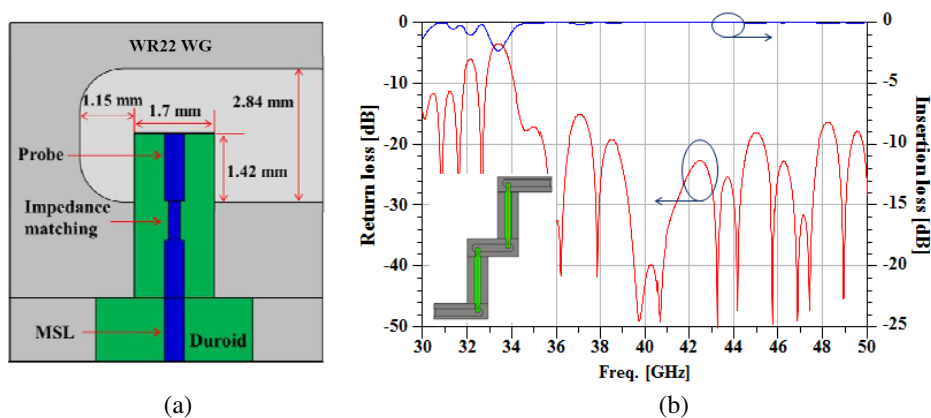 WR22 WG
1.15 mm
1.7 mm
2.84 mm
Probe
1.42 mm
Impedance
matching
MSL
Duroid
(a)
0
-10
-20
-30
-40
-50
Return loss [dB]
30 32 34 36 38 40 42 44 46 48 50
Freq. [GHz]
0
-5
-10
-15
-20
-25
Insertion loss [dB]
(b)